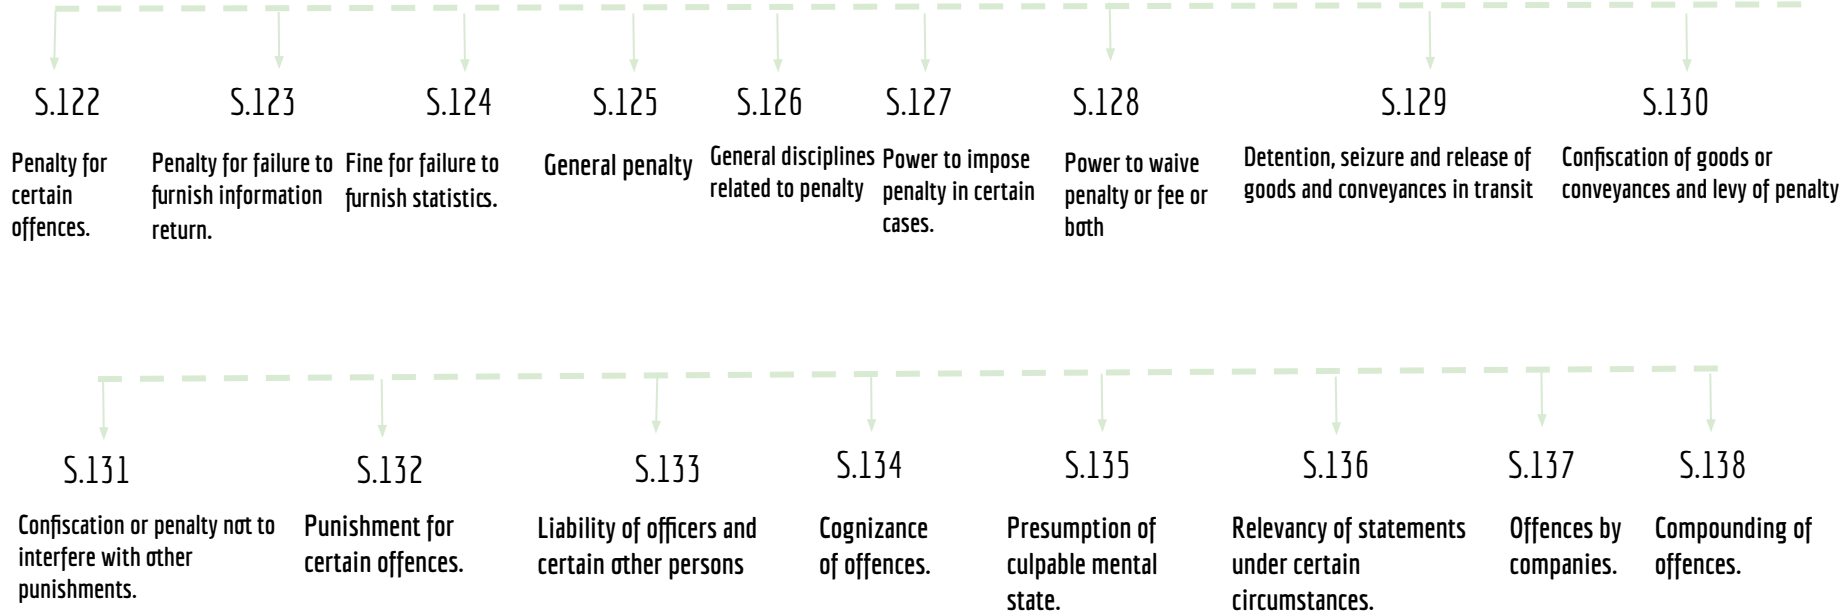 S.122
S.123
S.124
S.125
S.126
S.127
S.128
S.129
S.130
Penalty for
certain
offences.
Penalty for failure to
furnish information
return.
Fine for failure to
furnish statistics.
General penalty
General disciplines
related to penalty
Power to impose
penalty in certain
cases.
Power to waive
penalty or fee or
both
Detention, seizure and release of
goods and conveyances in transit
Confiscation of goods or
conveyances and levy of penalty
S.131
S.132
S.133
S.134
S.135
S.136
S.137
S.138
Confiscation or penalty not to
interfere with other
punishments.
Punishment for
certain offences.
Liability of officers and
certain other persons
Cognizance
of offences.
Presumption of
culpable mental
state.
Relevancy of statements
under certain
circumstances.
Offences by
companies.
Compounding of
offences.